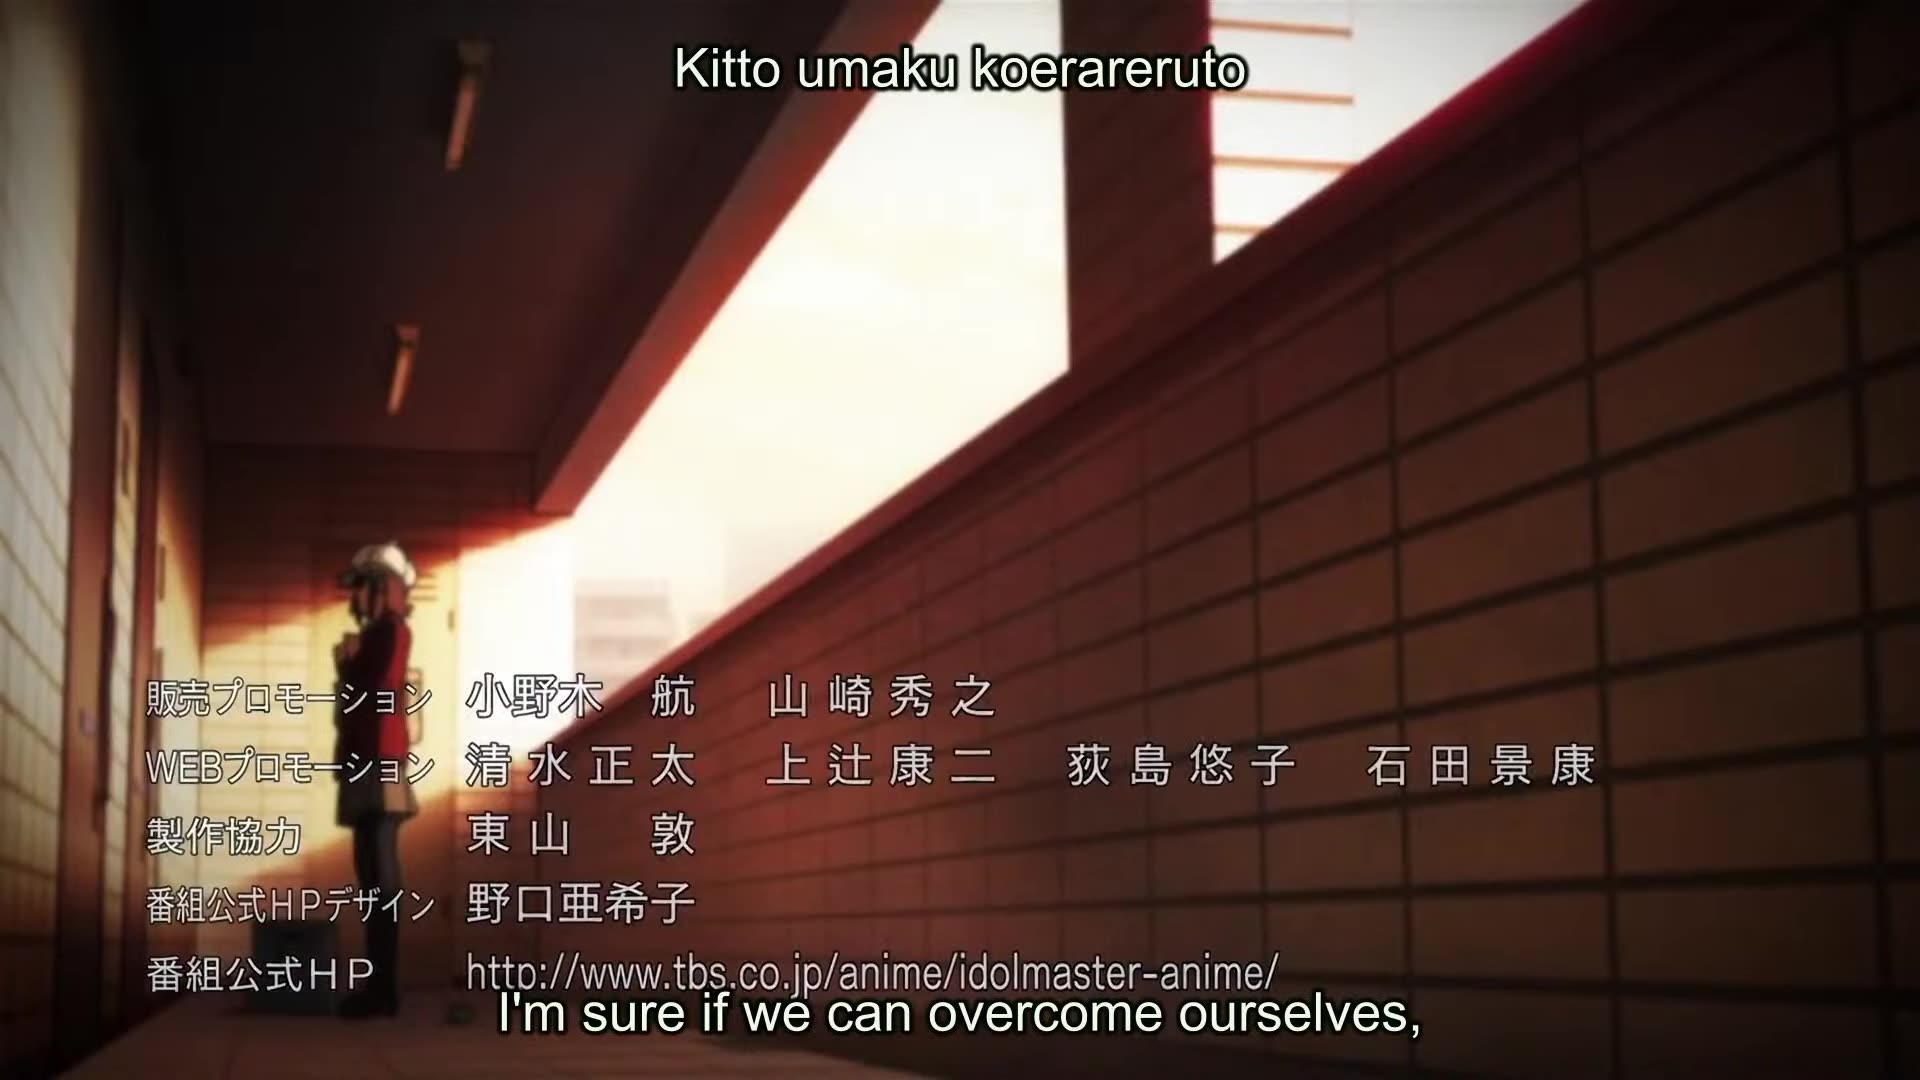 Kitto umaku koerareruto
販売プロモーション 小野木 航 山崎秀之
WEBプロモーション 清水正太 上辻康二 荻島悠子 石田景康
製作協力 東山 敦
番組公式HPデザイン 野口亜希子
番組公式HP http://www.tbs.co.jp/anime/idolmaster-anime/
I'm sure if we can overcome ourselves,